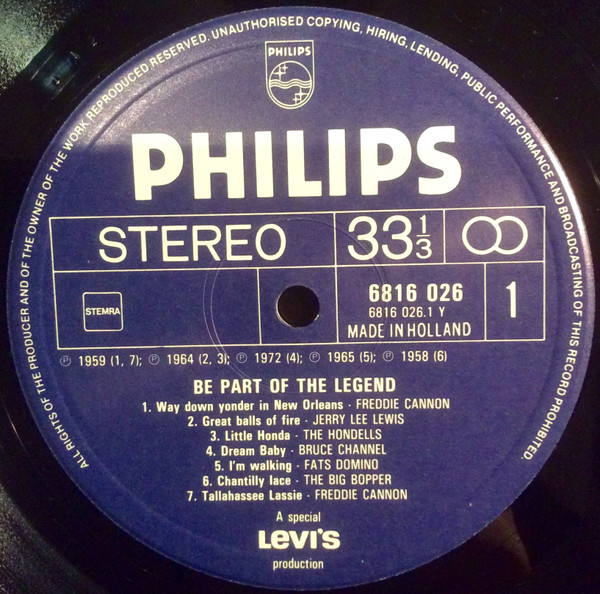 ALL RIGHTS OF THE PRODUCER AND OF THE OWNER OF THE WORK REPRODUCED RESERVED. UNAUTHORISED COPYING, HIRING, LENDING, PUBLIC PERFORMANCE AND BROADCASTING OF THIS RECORD PROHIBITED.
PHILIPS
PHILIPS
STEREO 33 1/3
STEMRA
6816 026
6816 026.1 Y
MADE IN HOLLAND
1
℗ 1959 (1, 7); ℗ 1964 (2, 3); ℗ 1972 (4); ℗ 1965 (5); ℗ 1958 (6)
BE PART OF THE LEGEND
1. Way down yonder in New Orleans · FREDDIE CANNON
2. Great balls of fire · JERRY LEE LEWIS
3. Little Honda · THE HONDELLS
4. Dream Baby · BRUCE CHANNEL
5. I'm walking · FATS DOMINO
6. Chantilly lace · THE BIG BOPPER
7. Tallahassee Lassie · FREDDIE CANNON
A special
Levi's
production